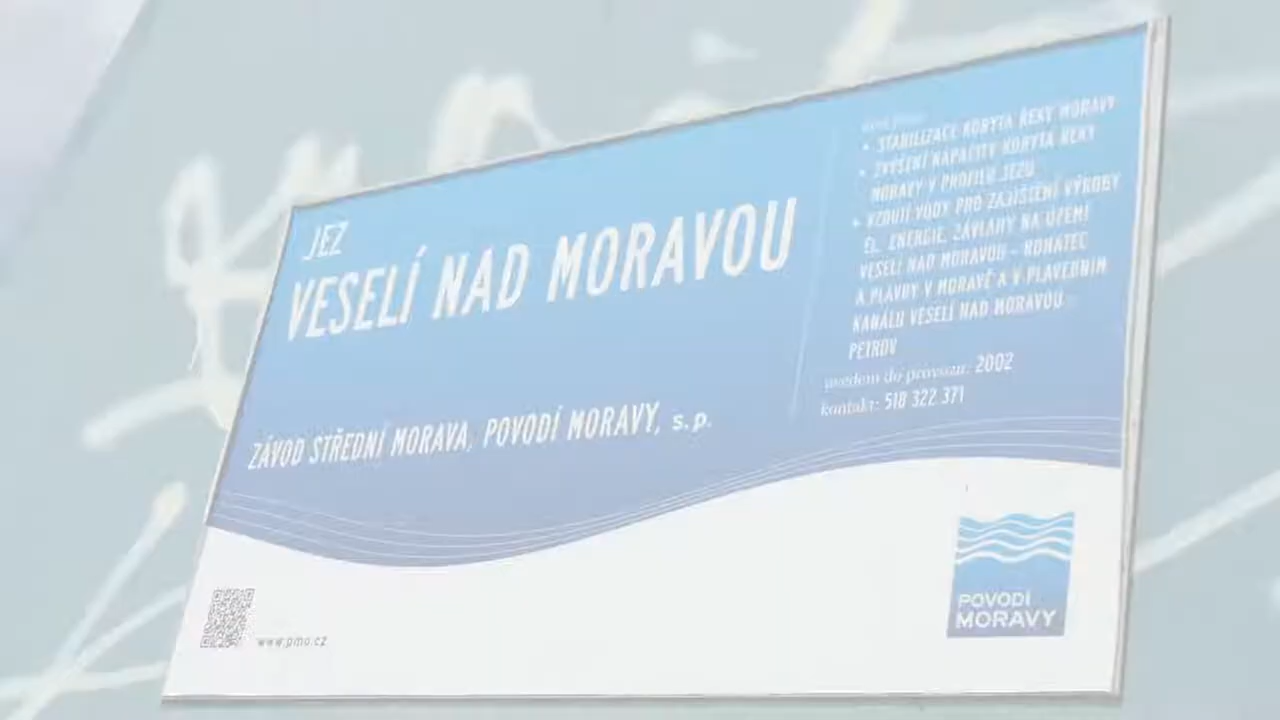 JEZ
VESELÍ NAD MORAVOU
ZÁVOD STŘEDNÍ MORAVA, POVODÍ MORAVY, s.p.
• STABILIZACE KORYTA ŘEKY MORAVY
• ZVÝŠENÍ KAPACITY KORYTA ŘEKY
MORAVY V PROFILU JEZU
• VZDUTÍ VODY PRO ZAJIŠTĚNÍ VÝROBY
EL. ENERGIE, ZÁVLAHY NA ÚZEMÍ
VESELÍ NAD MORAVOU - ROHATEC
A PLAVBY V MORAVĚ A V PLAVEBNÍM
KANÁLU VESELÍ NAD MORAVOU -
PETROV
uvedení do provozu: 2002
kontakt: 518 322 371
www.pmo.cz
POVODÍ
MORAVY